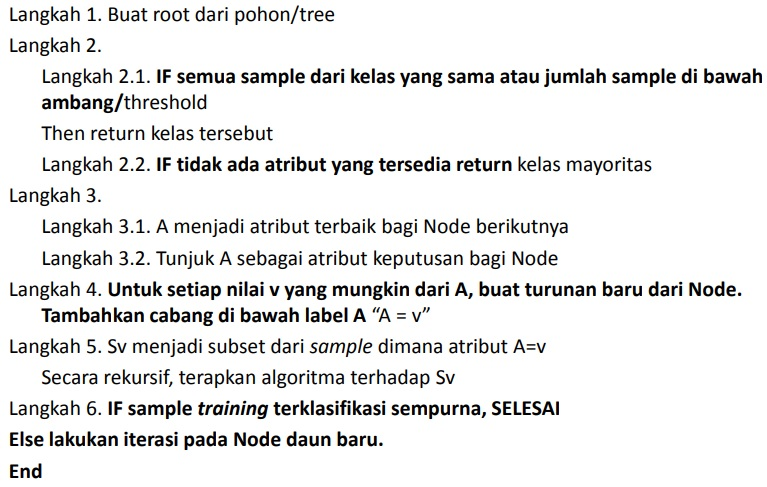 Langkah 1. Buat root dari pohon/tree
Langkah 2.
Langkah 2.1. IF semua sample dari kelas yang sama atau jumlah sample di bawah
ambang/threshold
Then return kelas tersebut
Langkah 2.2. IF tidak ada atribut yang tersedia return kelas mayoritas
Langkah 3.
Langkah 3.1. A menjadi atribut terbaik bagi Node berikutnya
Langkah 3.2. Tunjuk A sebagai atribut keputusan bagi Node
Langkah 4. Untuk setiap nilai v yang mungkin dari A, buat turunan baru dari Node.
Tambahkan cabang di bawah label A “A = v”
Langkah 5. Sv menjadi subset dari sample dimana atribut A=v
Secara rekursif, terapkan algoritma terhadap Sv
Langkah 6. IF sample training terklasifikasi sempurna, SELESAI
Else lakukan iterasi pada Node daun baru.
End